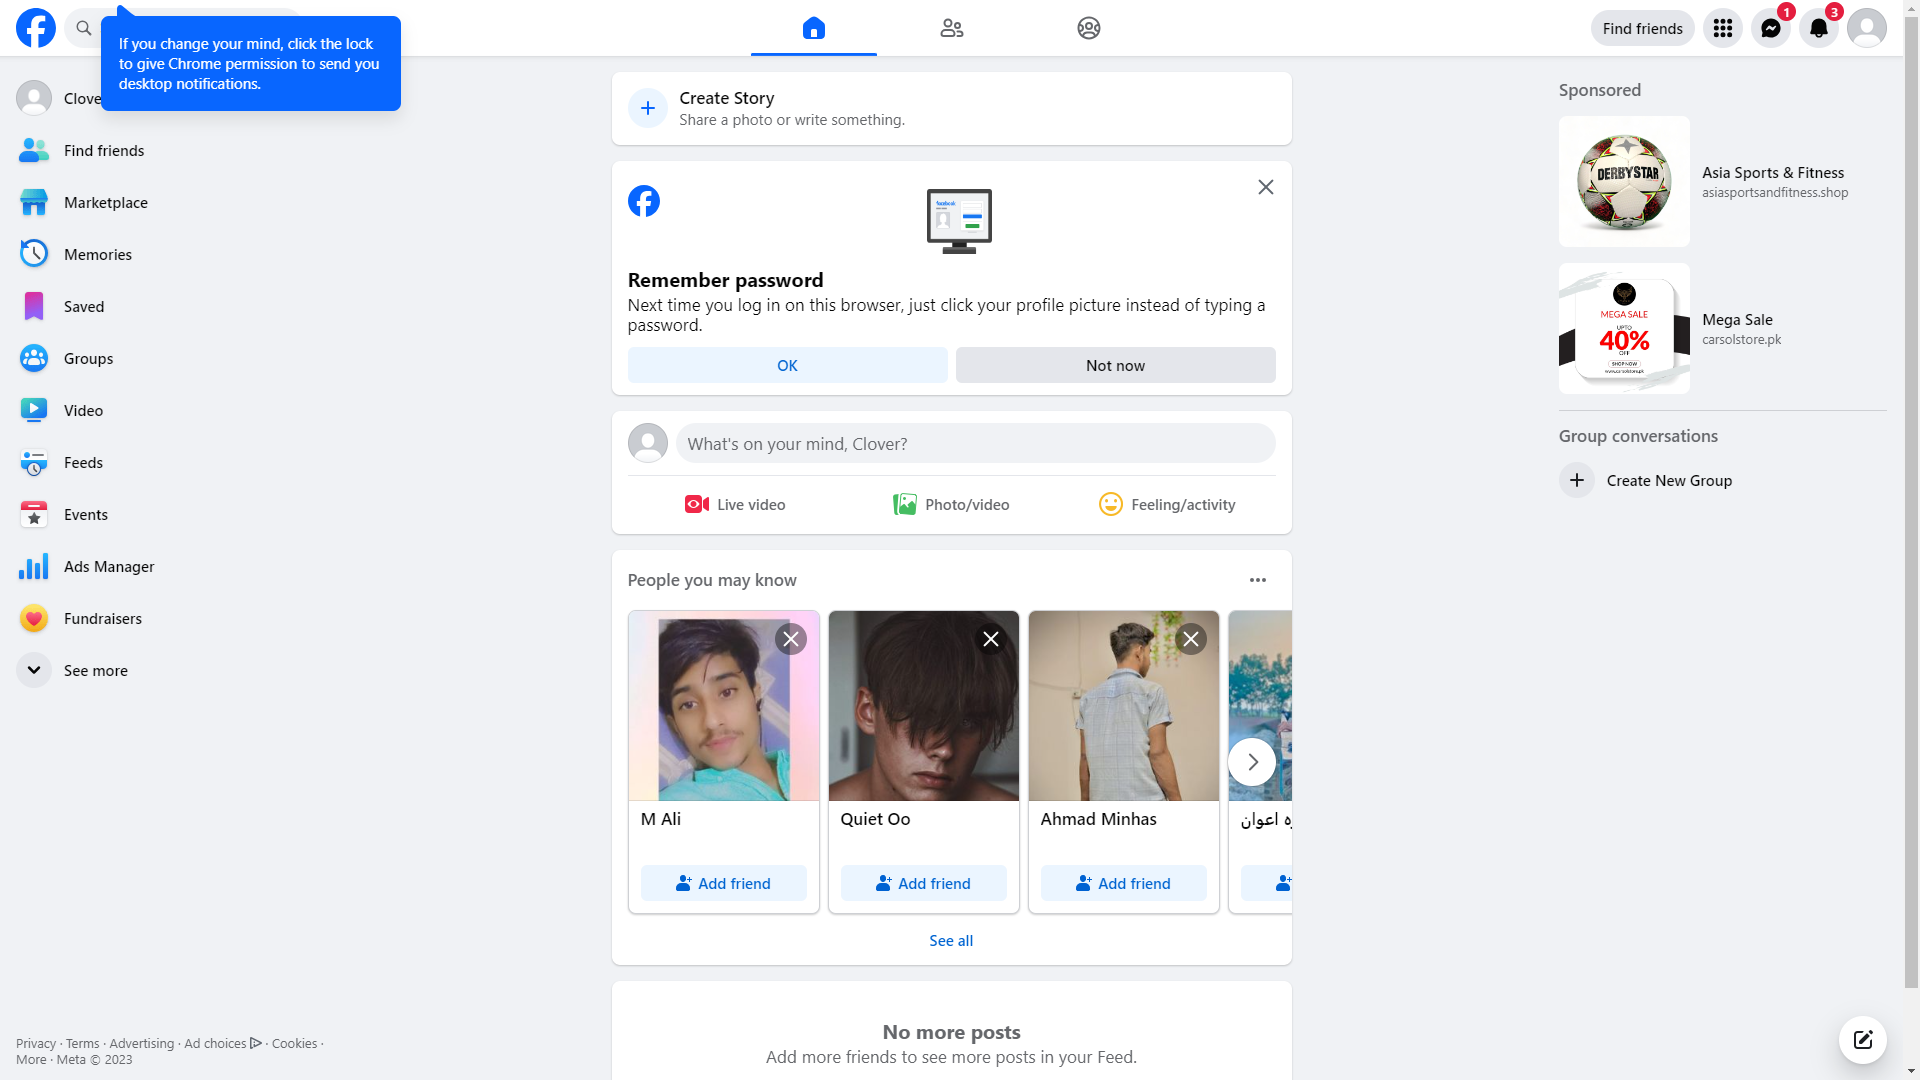 If you change your mind, click the lock
to give Chrome permission to send you
desktop notifications.
Find friends
1
3
Clove
Find friends
Marketplace
Memories
Saved
Groups
Video
Feeds
Events
Ads Manager
Fundraisers
See more
Privacy · Terms · Advertising · Ad choices · Cookies ·
More · Meta © 2023
Create Story
Share a photo or write something.
facebook
Remember password
Next time you log in on this browser, just click your profile picture instead of typing a
password.
OK
Not now
What's on your mind, Clover?
Live video
Photo/video
Feeling/activity
People you may know
M Ali
Quiet Oo
Ahmad Minhas
ه اعوان
Add friend
Add friend
Add friend
See all
No more posts
Add more friends to see more posts in your Feed.
Sponsored
DERBYSTAR
Asia Sports & Fitness
asiasportsandfitness.shop
MEGA SALE
UPTO
40%
OFF
SHOP NOW
www.carsolstore.pk
Mega Sale
carsolstore.pk
Group conversations
Create New Group